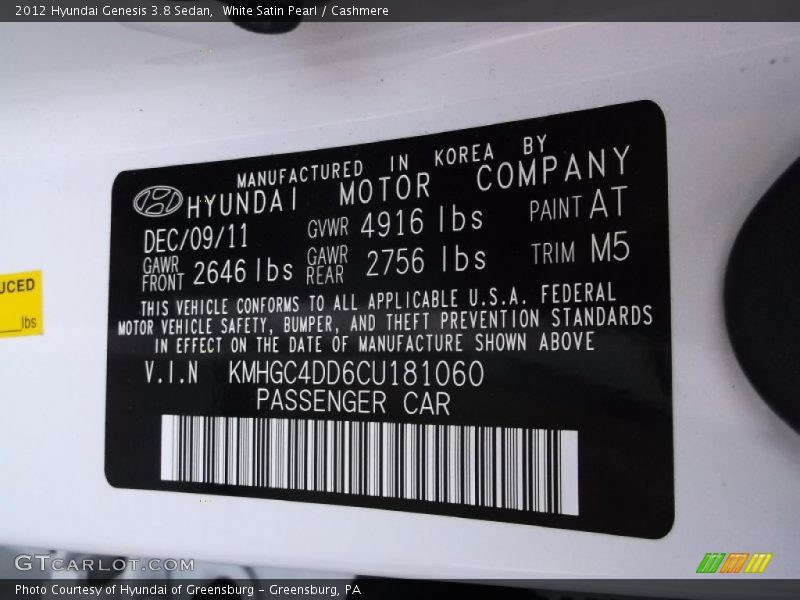 2012 Hyundai Genesis 3.8 Sedan, White Satin Pearl / Cashmere
MANUFACTURED IN KOREA BY
HYUNDAI MOTOR COMPANY
DEC/09/11 GVWR 4916 lbs PAINT AT
GAWR FRONT 2646 lbs GAWR REAR 2756 lbs TRIM M5
THIS VEHICLE CONFORMS TO ALL APPLICABLE U.S.A. FEDERAL
MOTOR VEHICLE SAFETY, BUMPER, AND THEFT PREVENTION STANDARDS
IN EFFECT ON THE DATE OF MANUFACTURE SHOWN ABOVE
V.I.N KMHGC4DD6CU181060
PASSENGER CAR
UCED
lbs
GTCARLOT.COM
Photo Courtesy of Hyundai of Greensburg – Greensburg, PA